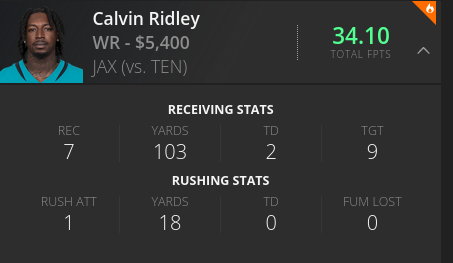 Calvin Ridley
WR - $5,400
JAX (vs. TEN)
34.10
TOTAL FPTS
RECEIVING STATS
REC YARDS TD TGT
7 103 2 9
RUSHING STATS
RUSH ATT YARDS TD FUM LOST
1 18 0 0